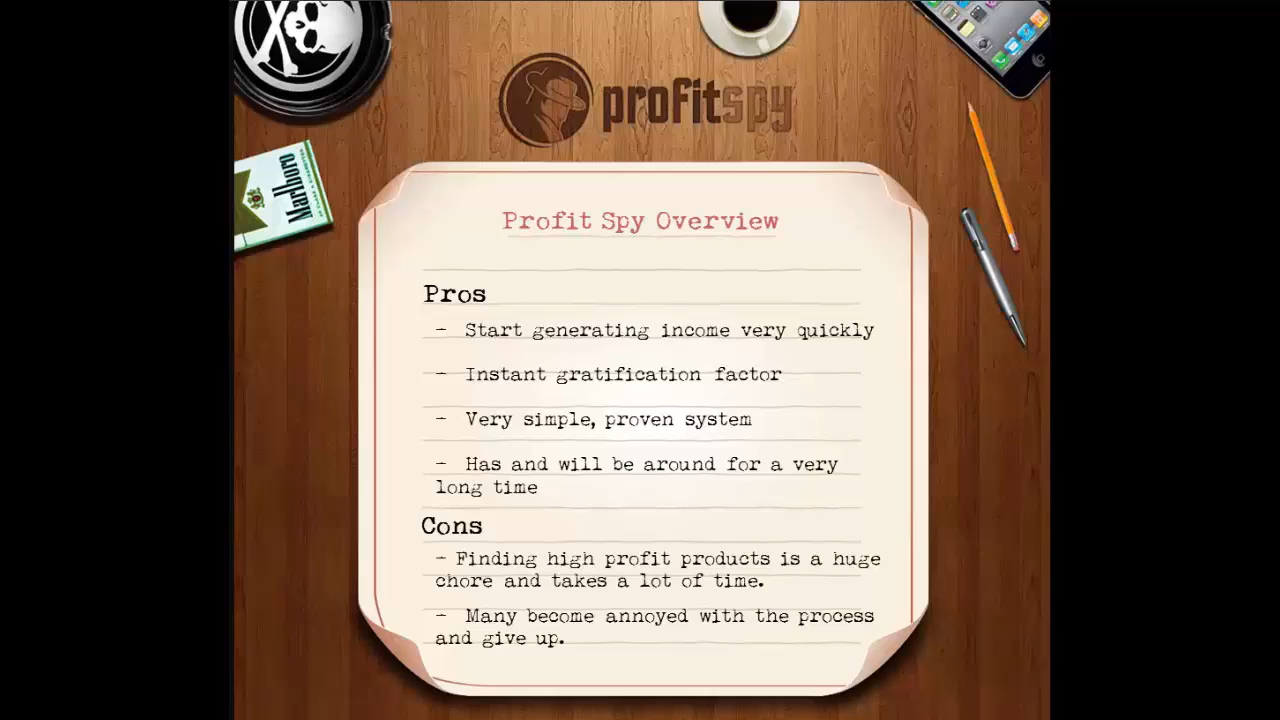 profitspy
Marlboro
Profit Spy Overview
Pros
- Start generating income very quickly
- Instant gratification factor
- Very simple, proven system
- Has and will be around for a very
long time
Cons
- Finding high profit products is a huge
chore and takes a lot of time.
- Many become annoyed with the process
and give up.